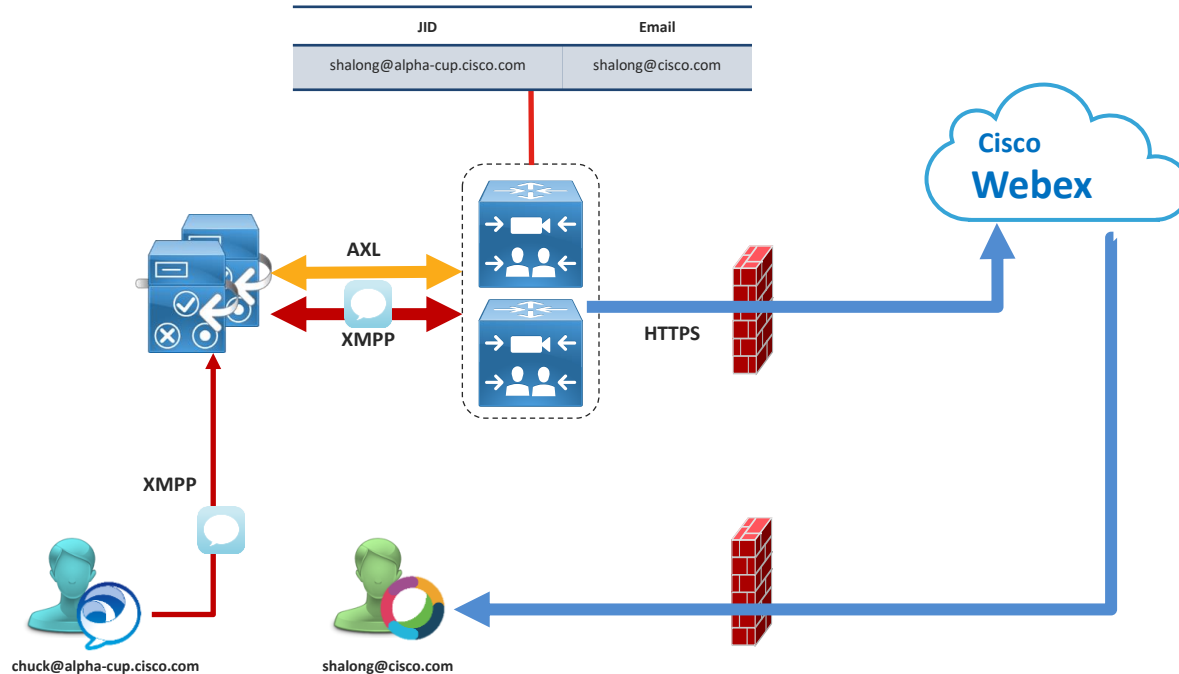 JID Email
shalong@alpha-cup.cisco.com shalong@cisco.com
Cisco
Webex
AXL
XMPP
HTTPS
XMPP
chuck@alpha-cup.cisco.com
shalong@cisco.com